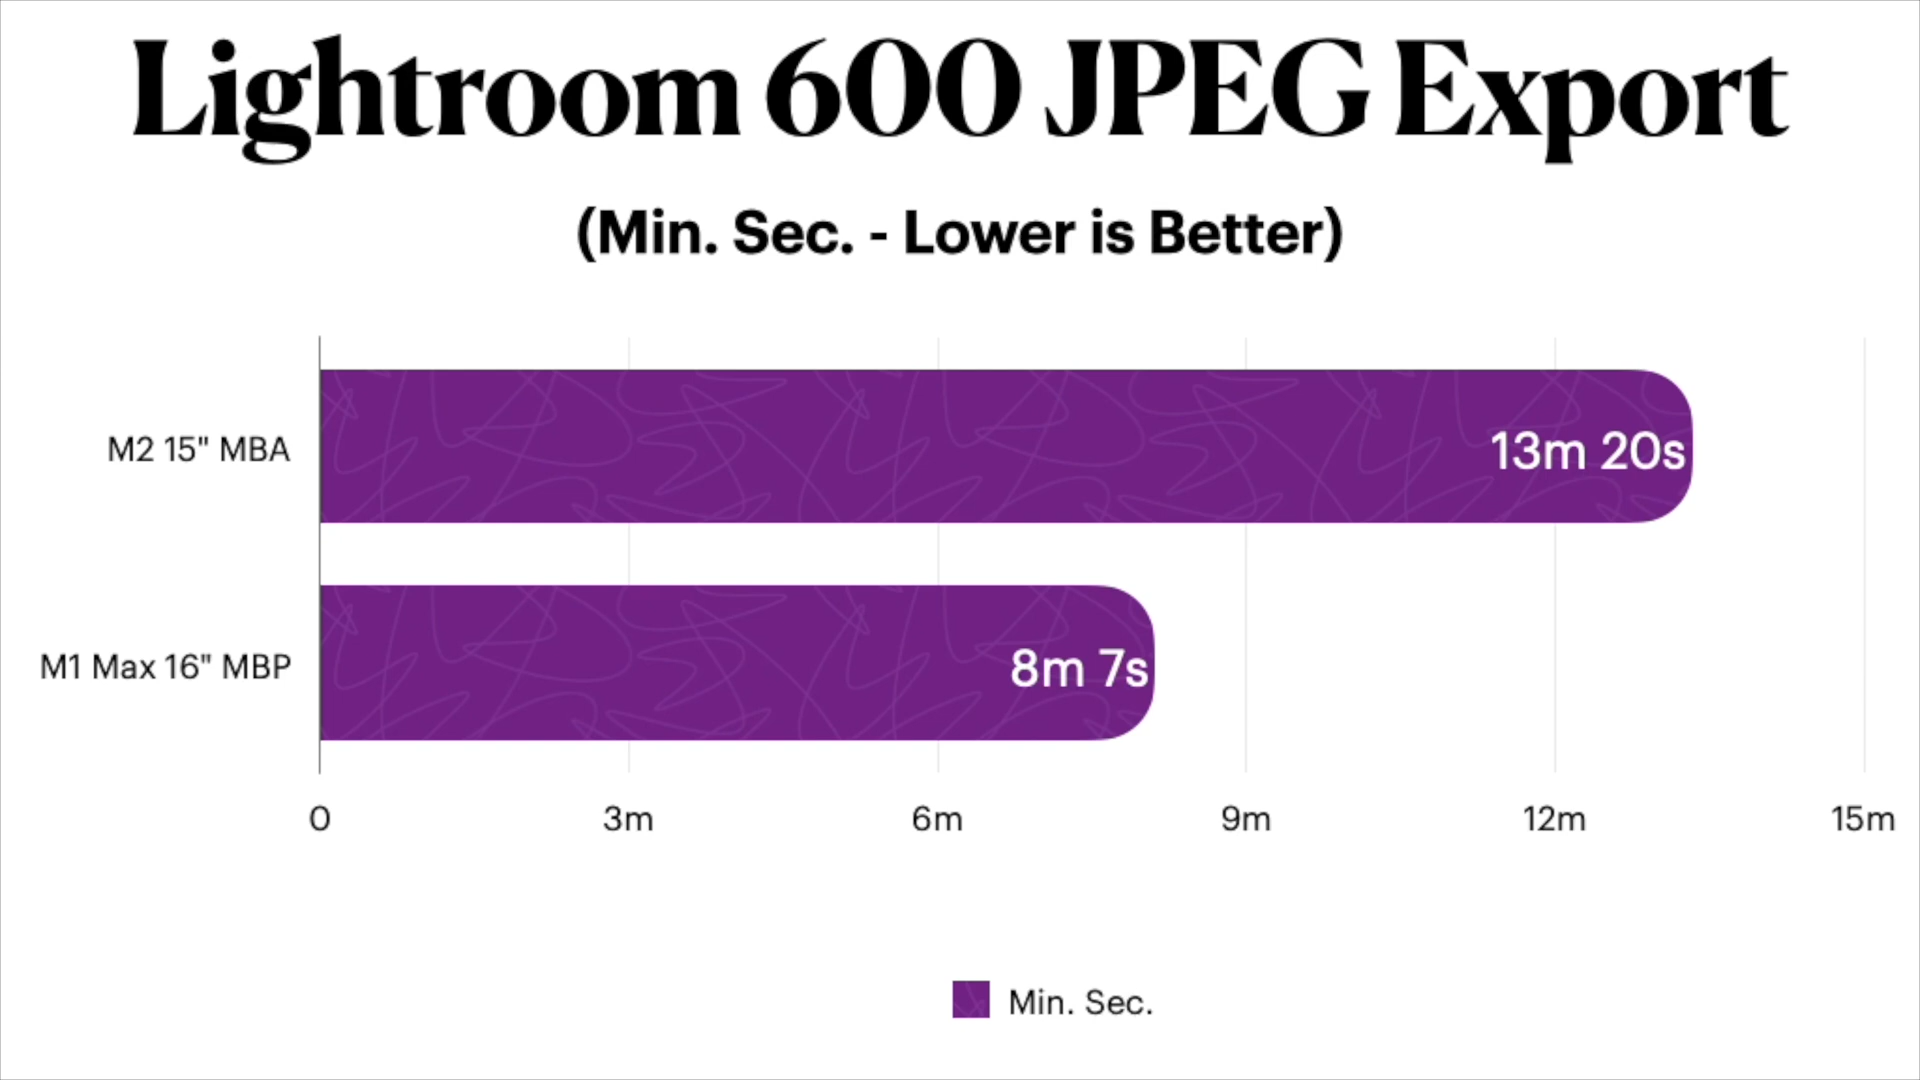 Lightroom 600 JPEG Export
(Min. Sec. - Lower is Better)
M2 15" MBA
13m 20s
M1 Max 16" MBP
8m 7s
0 3m 6m 9m 12m 15m
Min. Sec.